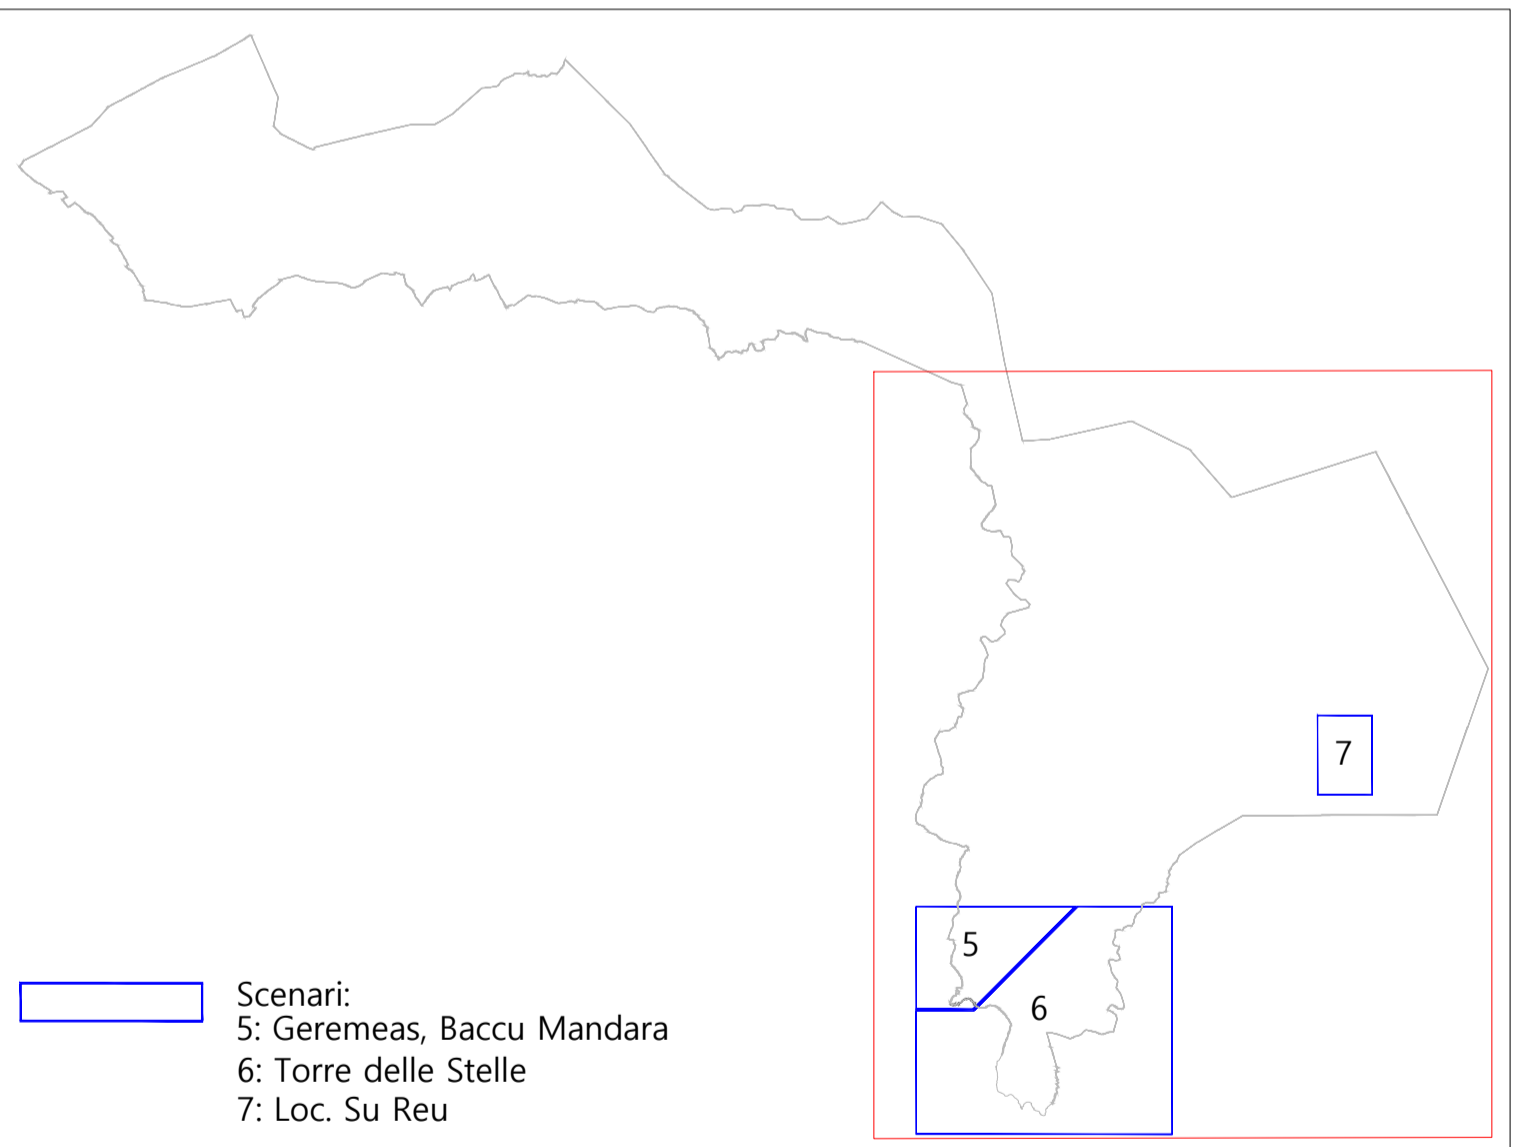 7
5
6
Scenari:
5: Geremeas, Baccu Mandara
6: Torre delle Stelle
7: Loc. Su Reu